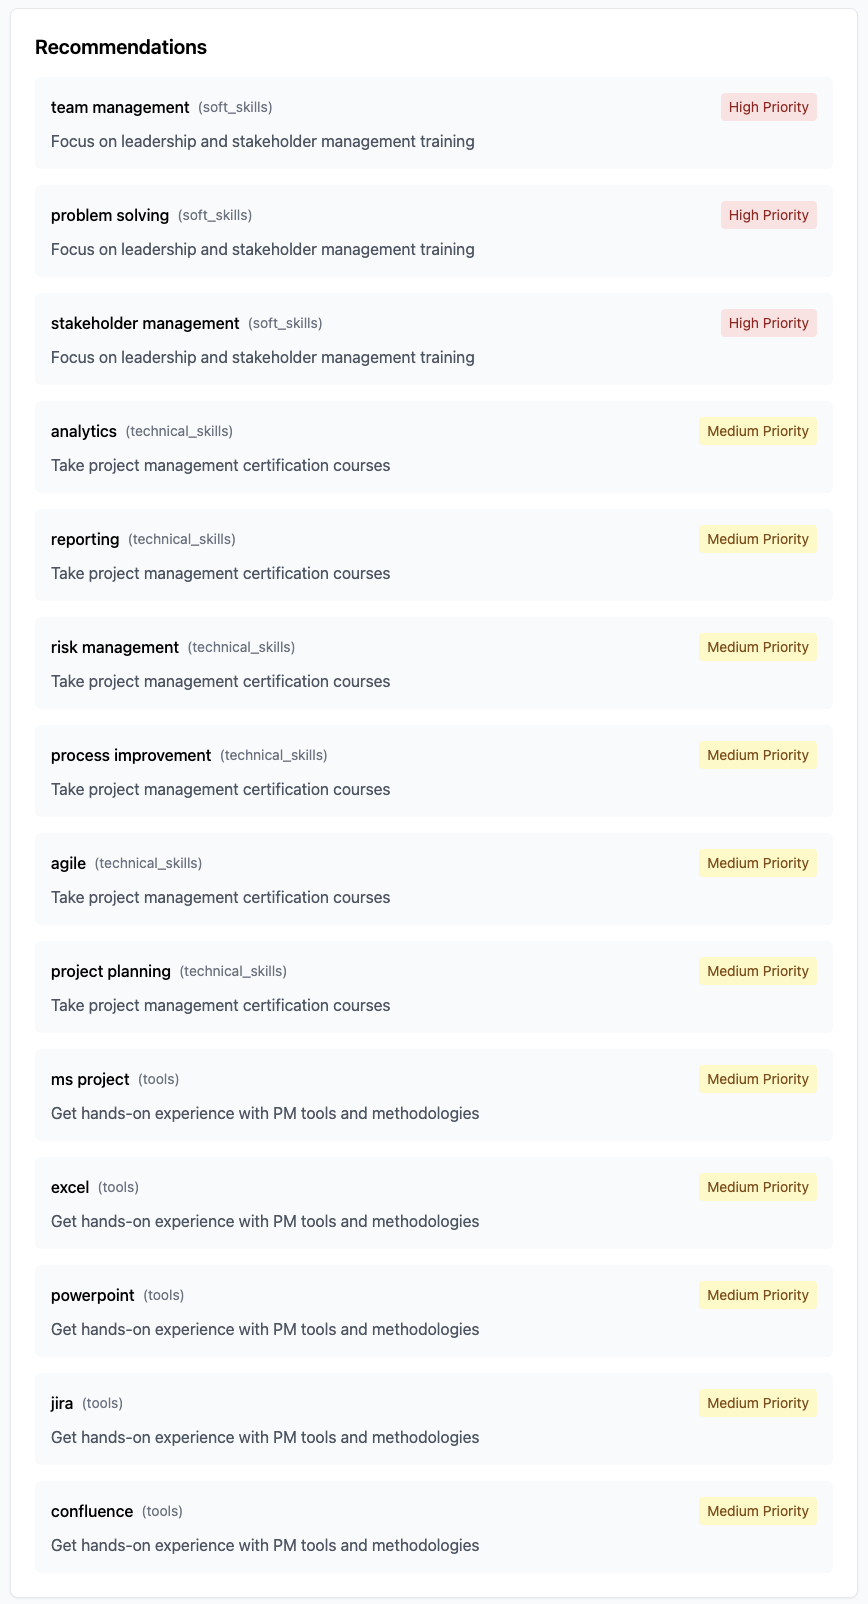 Recommendations
team management (soft_skills) High Priority
Focus on leadership and stakeholder management training
problem solving (soft_skills) High Priority
Focus on leadership and stakeholder management training
stakeholder management (soft_skills) High Priority
Focus on leadership and stakeholder management training
analytics (technical_skills) Medium Priority
Take project management certification courses
reporting (technical_skills) Medium Priority
Take project management certification courses
risk management (technical_skills) Medium Priority
Take project management certification courses
process improvement (technical_skills) Medium Priority
Take project management certification courses
agile (technical_skills) Medium Priority
Take project management certification courses
project planning (technical_skills) Medium Priority
Take project management certification courses
ms project (tools) Medium Priority
Get hands-on experience with PM tools and methodologies
excel (tools) Medium Priority
Get hands-on experience with PM tools and methodologies
powerpoint (tools) Medium Priority
Get hands-on experience with PM tools and methodologies
jira (tools) Medium Priority
Get hands-on experience with PM tools and methodologies
confluence (tools) Medium Priority
Get hands-on experience with PM tools and methodologies